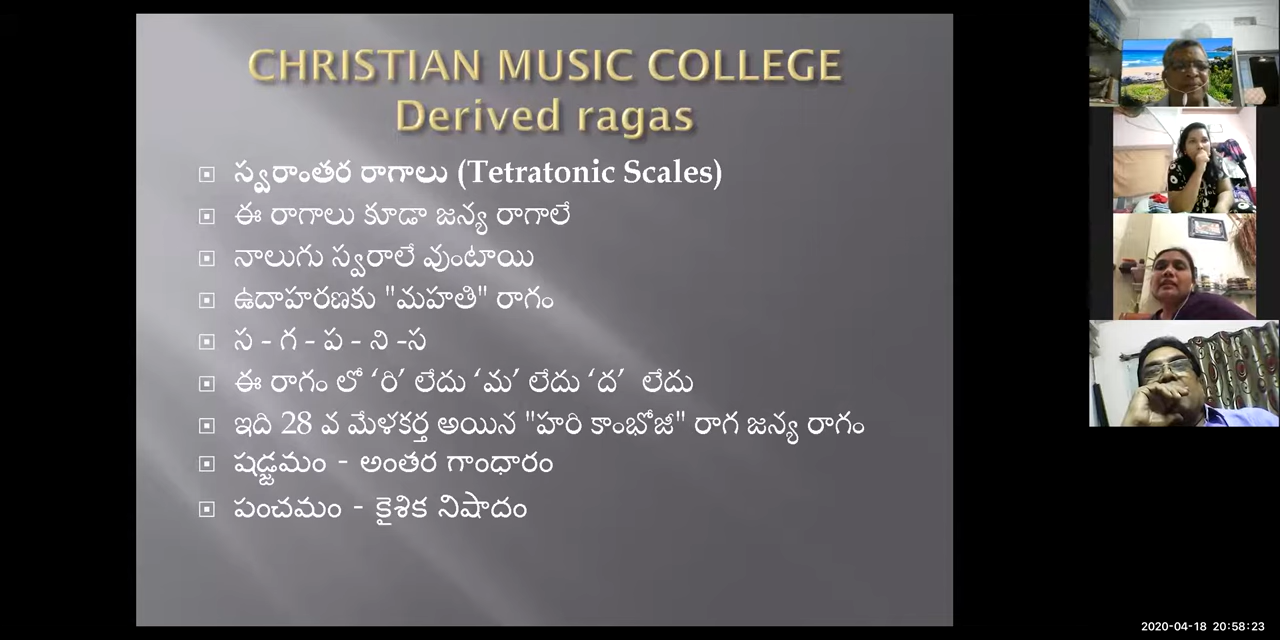 CHRISTIAN MUSIC COLLEGE
Derived ragas
స్వరాంతర రాగాలు (Tetratonic Scales)
ఈ రాగాలు కూడా జన్య రాగాలే
నాలుగు స్వరాలే వుంటాయి
ఉదాహరణకు "మహతి" రాగం
స - గ - ప - ని -స
ఈ రాగం లో ‘రి’ లేదు ‘మ’ లేదు ‘ద’ లేదు
ఇది 28 వ మేళకర్త అయిన "హరి కాంభోజీ" రాగ జన్య రాగం
షడ్జమం - అంతర గాంధారం
పంచమం - కైశిక నిషాదం
2020-04-18 20:58:23